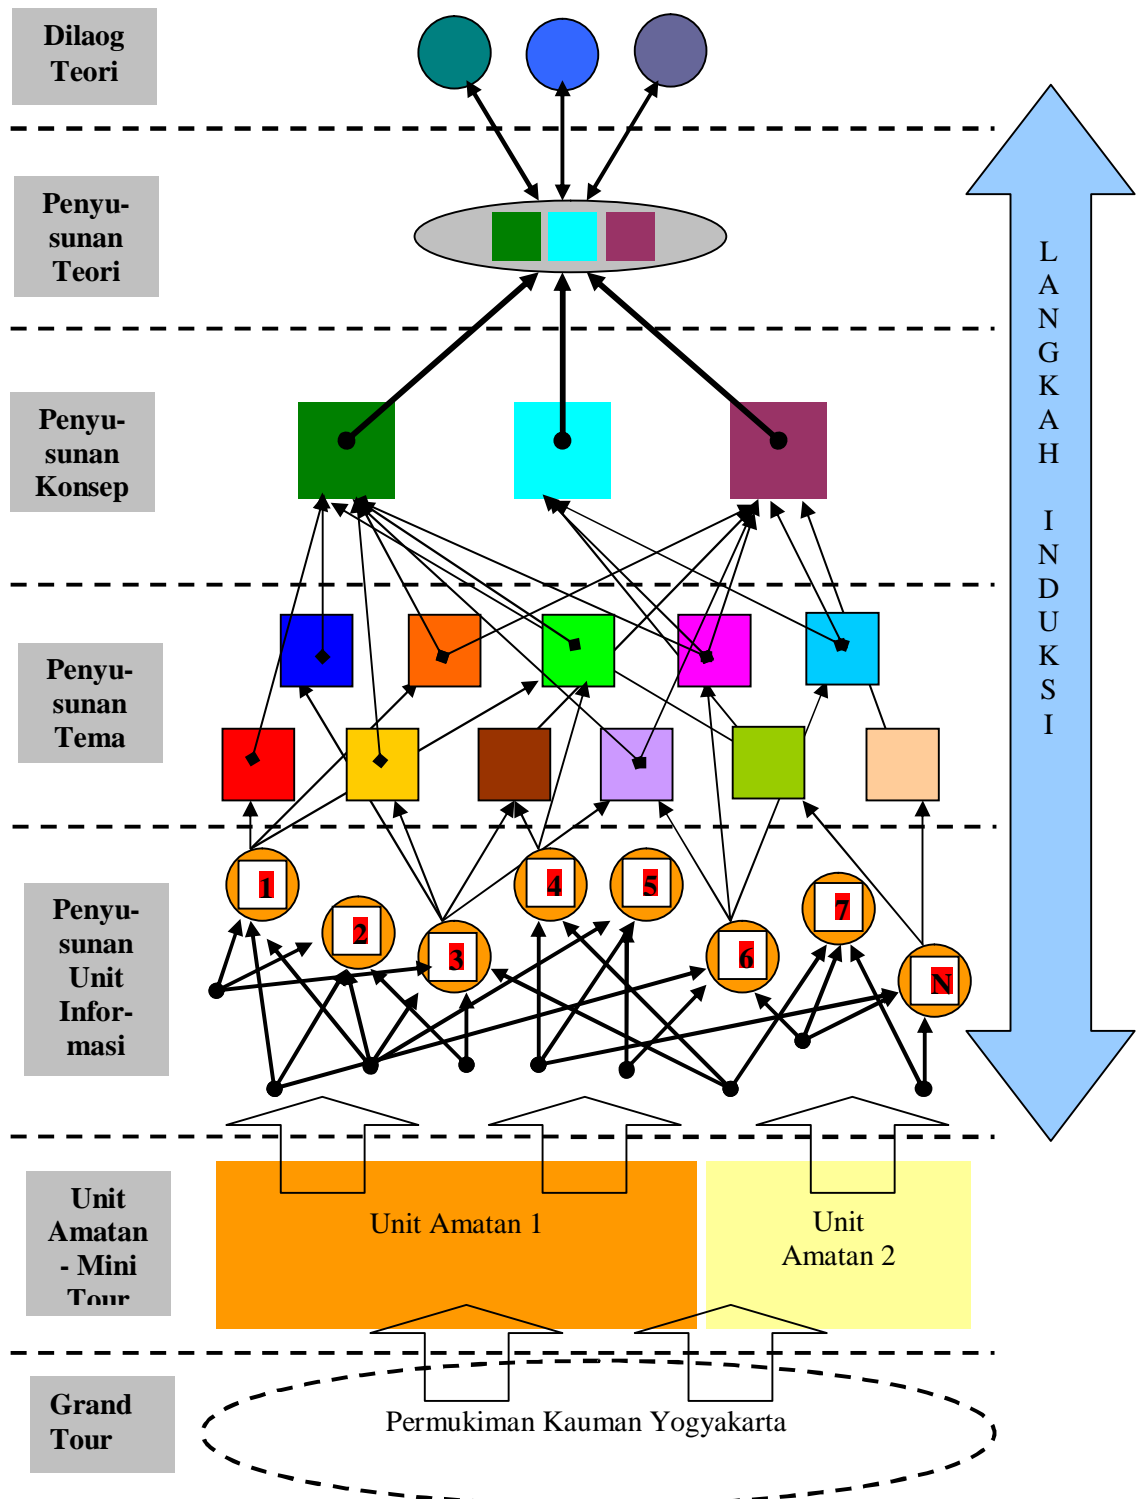 Dilaog
Teori
Penyu-
sunan
Teori
L
A
N
G
K
A
H
I
N
D
U
K
S
I
Penyu-
sunan
Konsep
Penyu-
sunan
Tema
Penyu-
sunan
Unit
Infor-
masi
1
2
3
4
5
6
7
N
Unit
Amatan
- Mini
Tour
Unit Amatan 1
Unit
Amatan 2
Grand
Tour
Permukiman Kauman Yogyakarta